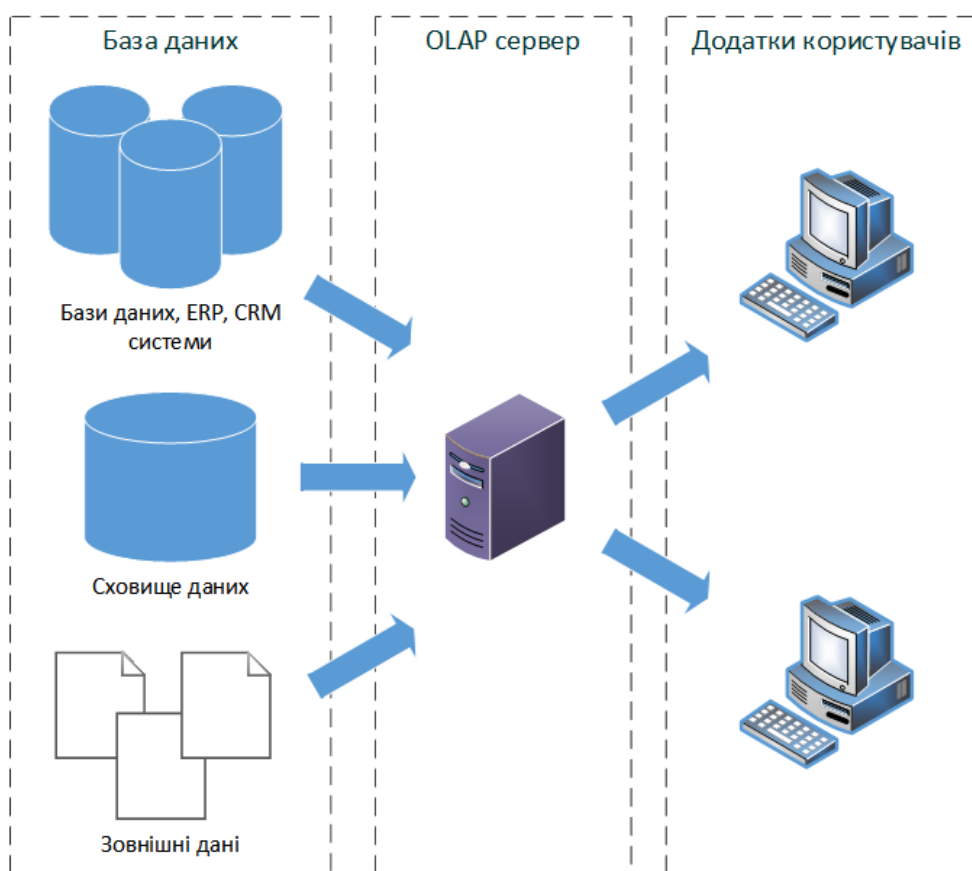 База даних
OLAP сервер
Додатки користувачів
Бази даних, ERP, CRM
системи
Сховище даних
Зовнішні дані